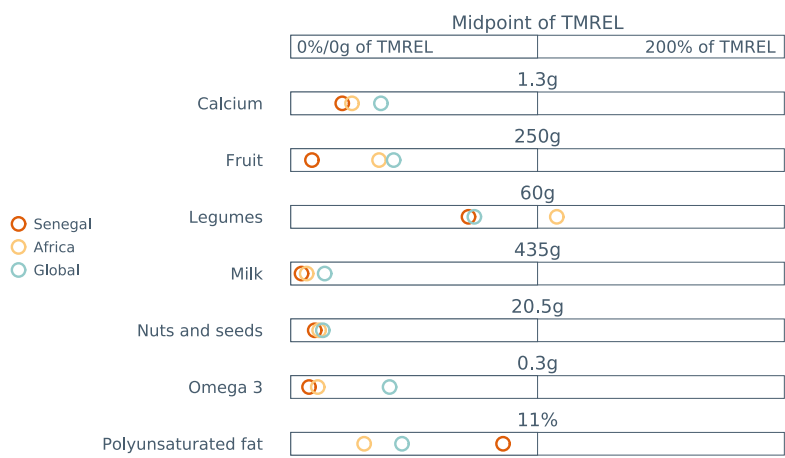 Midpoint of TMREL
0%/0g of TMREL 200% of TMREL
1.3g
Calcium
250g
Fruit
60g
Legumes
Senegal
Africa
Global
435g
Milk
20.5g
Nuts and seeds
0.3g
Omega 3
11%
Polyunsaturated fat